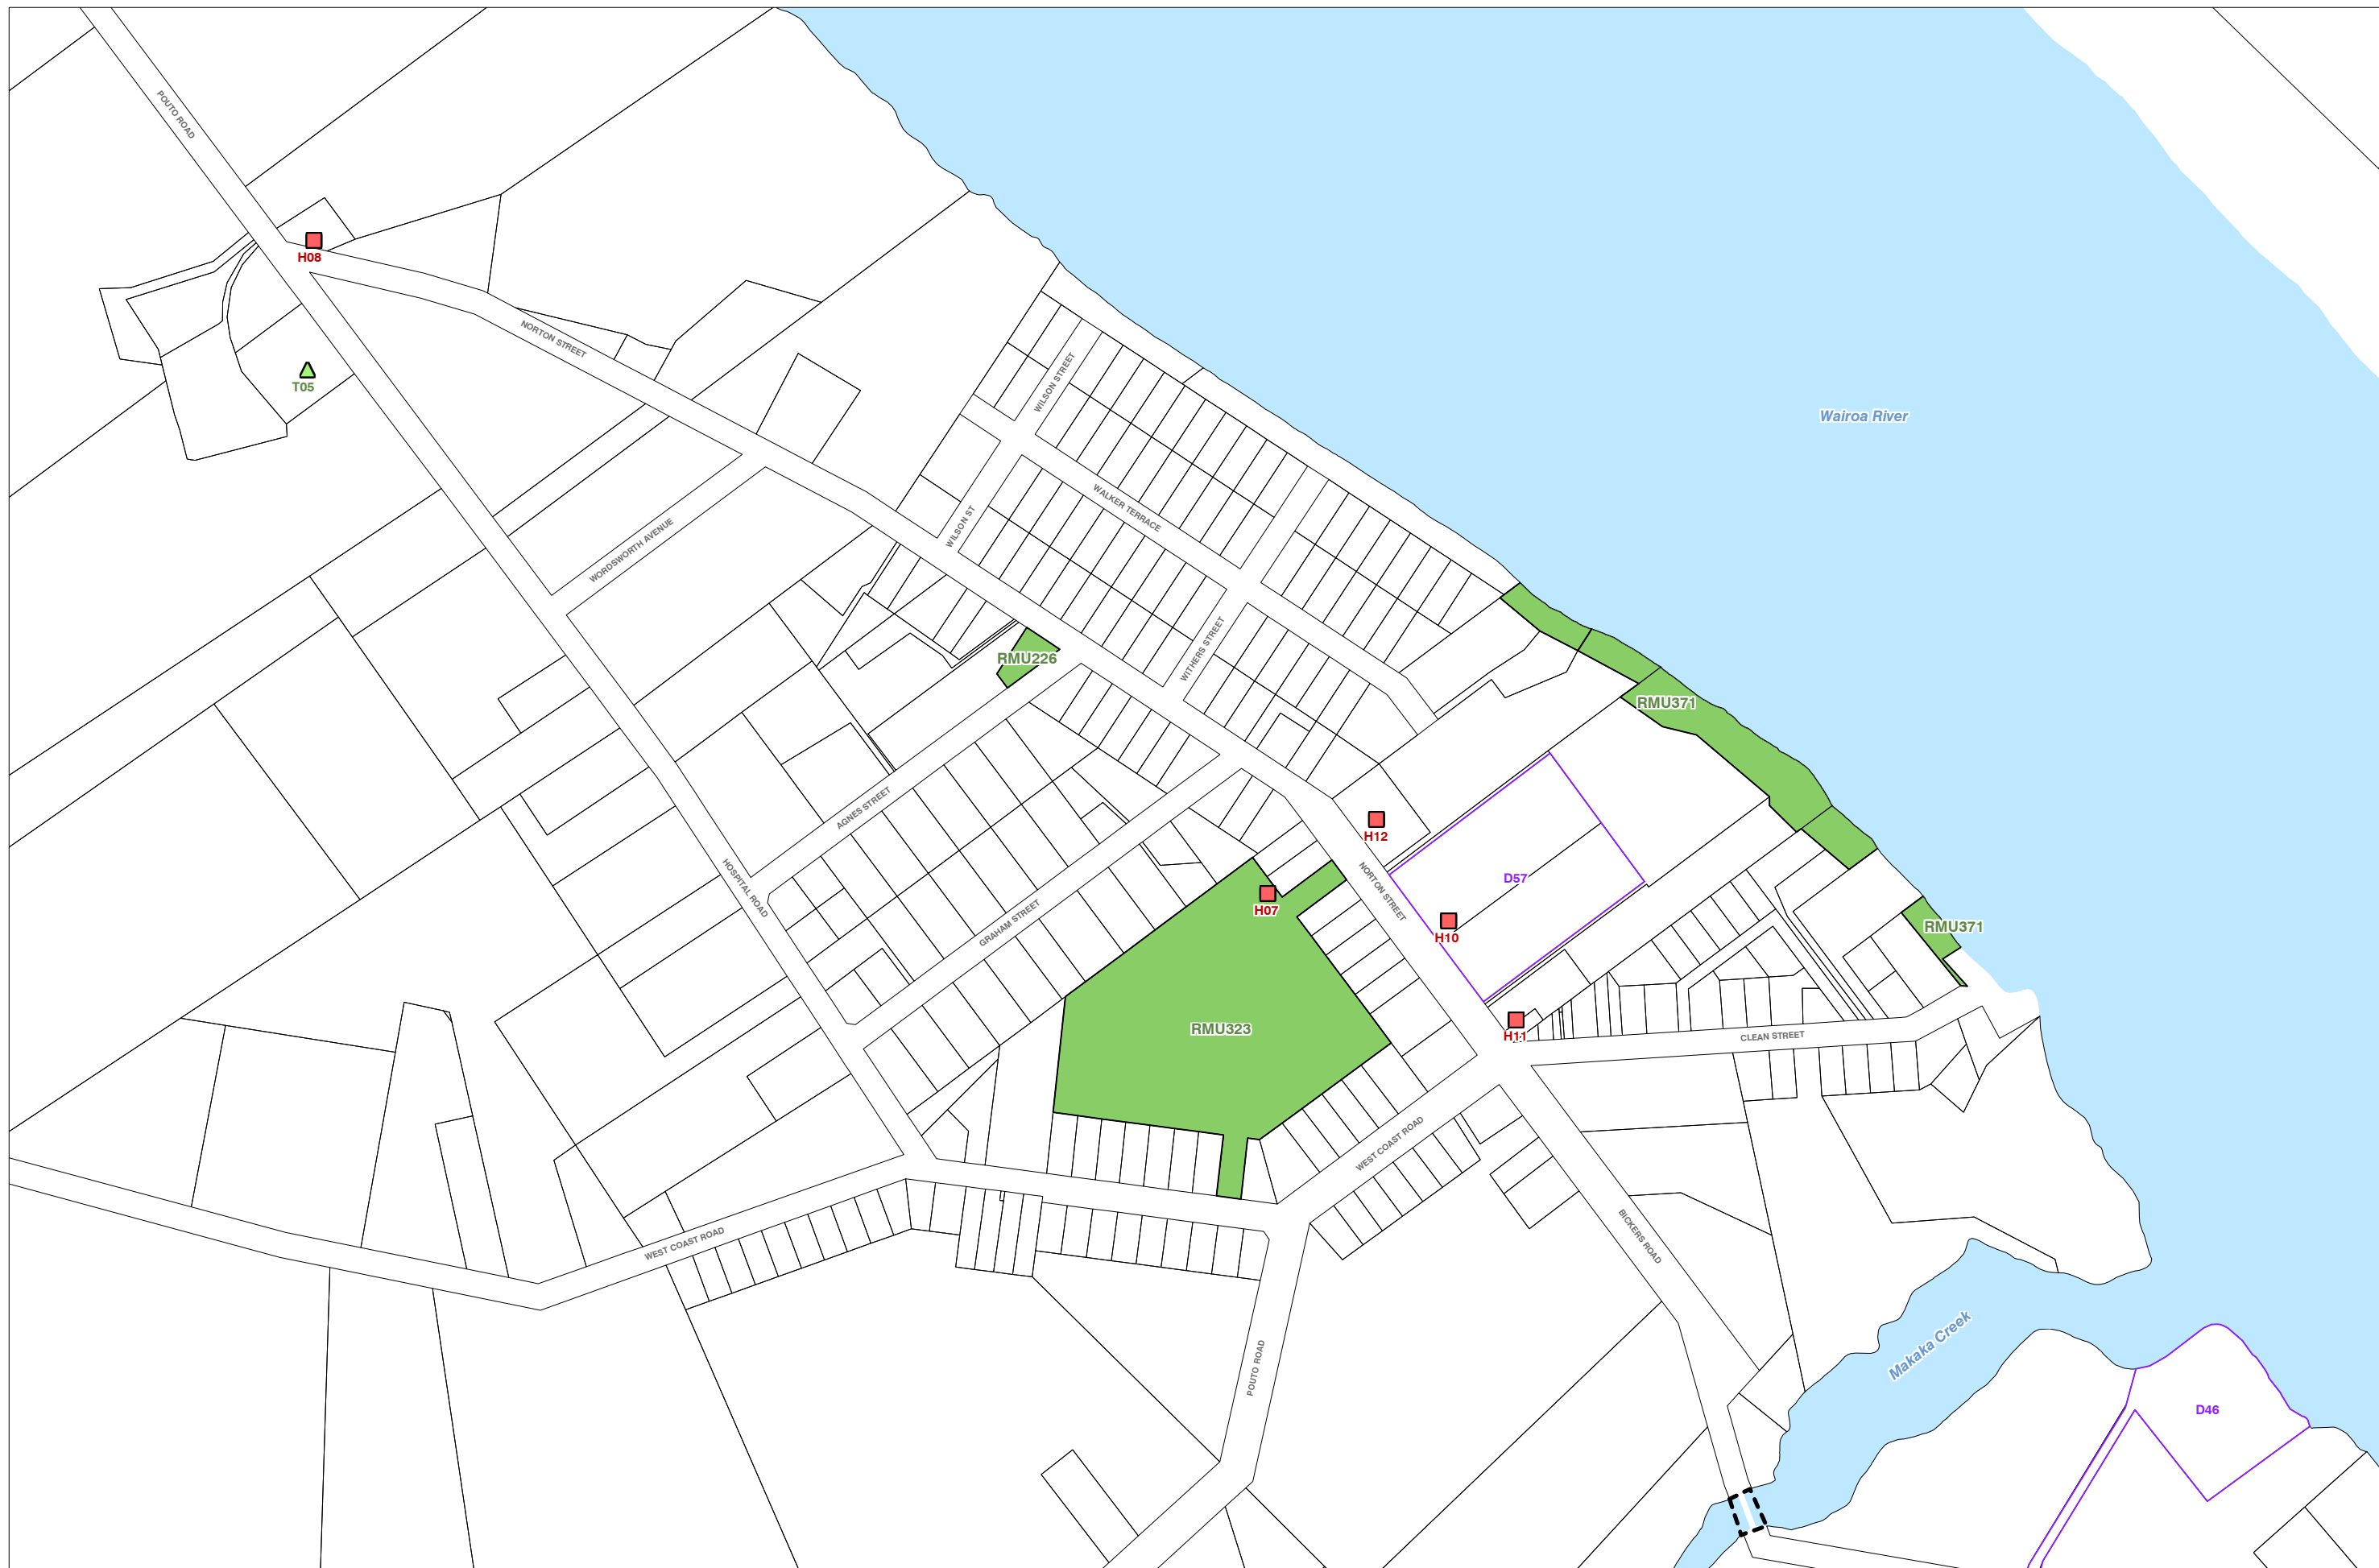 POUTO ROAD
H08
NORTON STREET
T05
WILSON STREET
Wairoa River
WALKER TERRACE
WILSON ST
WORDSWORTH AVENUE
WITHERS STREET
RMU226
RMU371
AGNES STREET
H12
HOSPITAL ROAD
NORTON STREET
D57
H07
GRAHAM STREET
RMU371
H10
RMU323
H11
CLEAN STREET
WEST COAST ROAD
BICKERS ROAD
WEST COAST ROAD
Makaka Creek
POUTO ROAD
D46